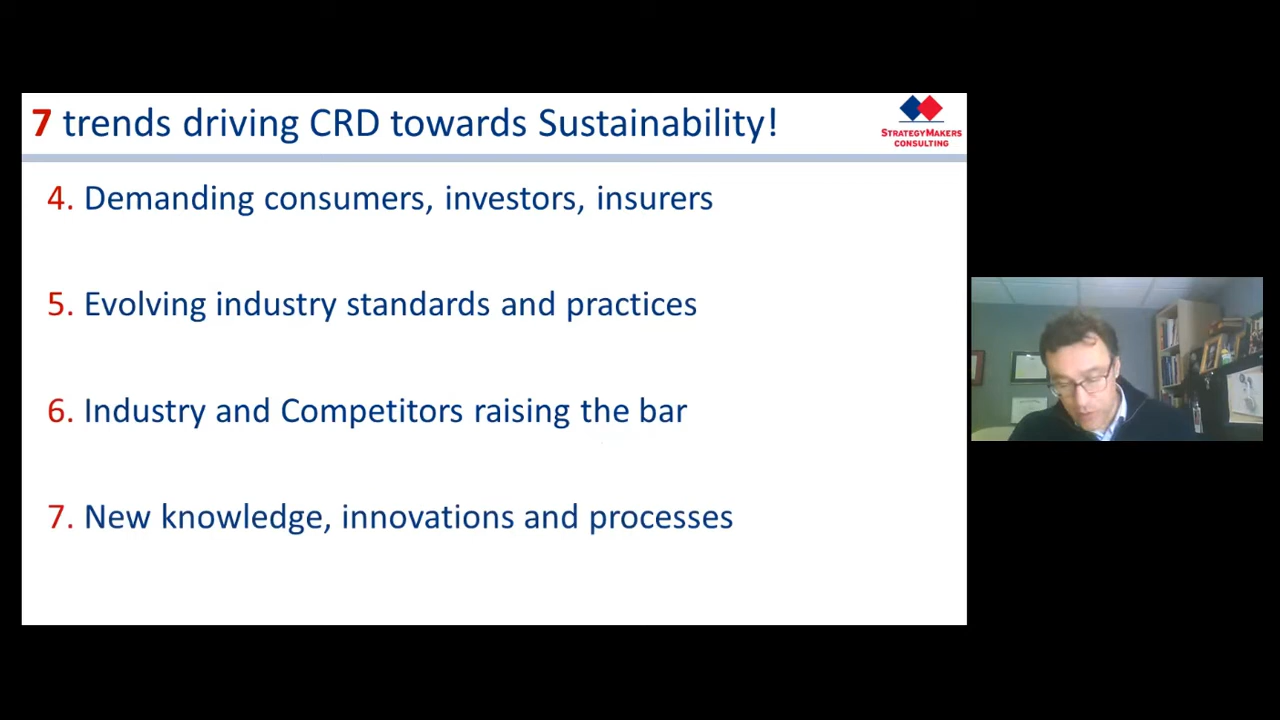 7 trends driving CRD towards Sustainability!
STRATEGYMAKERS
CONSULTING
4. Demanding consumers, investors, insurers
5. Evolving industry standards and practices
6. Industry and Competitors raising the bar
7. New knowledge, innovations and processes